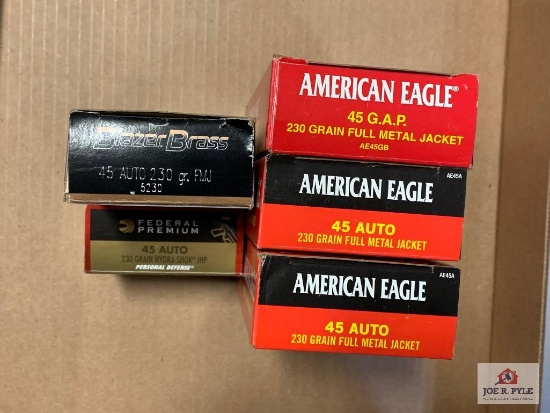 Blazer Brass
45 AUTO 230 gr. FMJ
5230
FEDERAL
PREMIUM
45 AUTO
230 GRAIN HYDRA-SHOK JHP
PERSONAL DEFENSE®
AMERICAN EAGLE®
45 G.A.P.
230 GRAIN FULL METAL JACKET
AE45GB
AE45A
AMERICAN EAGLE
45 AUTO
230 GRAIN FULL METAL JACKET
AE45A
AMERICAN EAGLE
45 AUTO
230 GRAIN FULL METAL JACKET
JOE R. PYLE